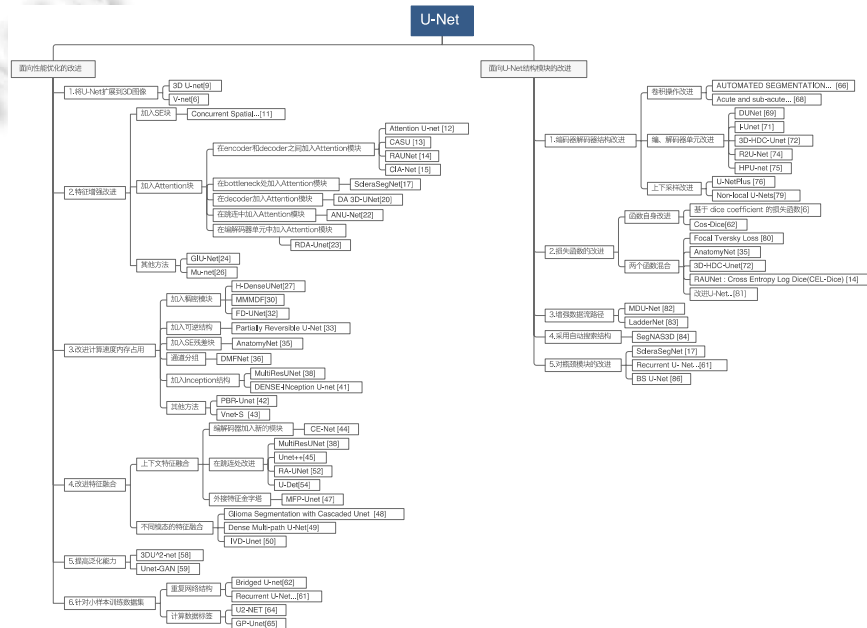 U-Net
面向性能优化的改进
1.将U-Net扩展到3D图像
3D U-net[9]
V-net[6]
2.特征增强改进
加入SE块
Concurrent Spatial...[11]
加入Attention块
在encoder和decoder之间加入Attention模块
Attention U-net [12]
CASU [13]
RAUNet [14]
CIA-Net [15]
在bottleneck处加入Attention模块
ScleraSegNet[17]
在decoder加入Attention模块
DA 3D-UNet[20]
在跳连中加入Attention模块
ANU-Net[22]
在编解码器单元中加入Attention模块
RDA-Unet[23]
其他方法
GIU-Net[24]
Mu-net[26]
3.改进计算速度内存占用
加入稠密模块
H-DenseUNet[27]
MMMDF[30]
FD-UNet[32]
加入可逆结构
Partially Reversible U-Net [33]
加入SE残差块
AnatomyNet [35]
通道分组
DMFNet [36]
加入Inception结构
MultiResUNet [38]
DENSE-INception U-net [41]
其他方法
PBR-Unet [42]
Vnet-S [43]
4.改进特征融合
上下文特征融合
编解码器加入新的模块
CE-Net [44]
在跳连处改进
MultiResUNet [38]
Unet++[45]
RA-UNet [52]
U-Det[54]
外接特征金字塔
MFP-Unet [47]
不同模态的特征融合
Glioma Segmentation with Cascaded Unet [48]
Dense Multi-path U-Net[49]
IVD-Unet [50]
5.提高泛化能力
3DU^2-net [58]
Unet-GAN [59]
6.针对小样本训练数据集
重复网络结构
Bridged U-net[62]
Recurrent U-Net...[61]
计算数据标签
U2-NET [64]
GP-Unet[65]
面向U-Net结构模块的改进
1.编码器解码器结构改进
卷积操作改进
AUTOMATED SEGMENTATION... [66]
Acute and sub-acute... [68]
编、解码器单元改进
DUNet [69]
I-Unet [71]
3D-HDC-Unet [72]
R2U-Net [74]
HPU-net [75]
上下采样改进
U-NetPlus [76]
Non-local U-Nets[79]
2.损失函数的改进
函数自身改进
基于 dice coefficient 的损失函数[6]
Cos-Dice[62]
两个函数混合
Focal Tversky Loss [80]
AnatomyNet [35]
3D-HDC-Unet[72]
RAUNet : Cross Entropy Log Dice(CEL-Dice) [14]
改进U-Net...[81]
3.增强数据流路径
MDU-Net [82]
LadderNet [83]
4.采用自动搜索结构
SegNAS3D [84]
5.对瓶颈模块的改进
ScleraSegNet [17]
Recurrent U- Net...[61]
BS U-Net [86]